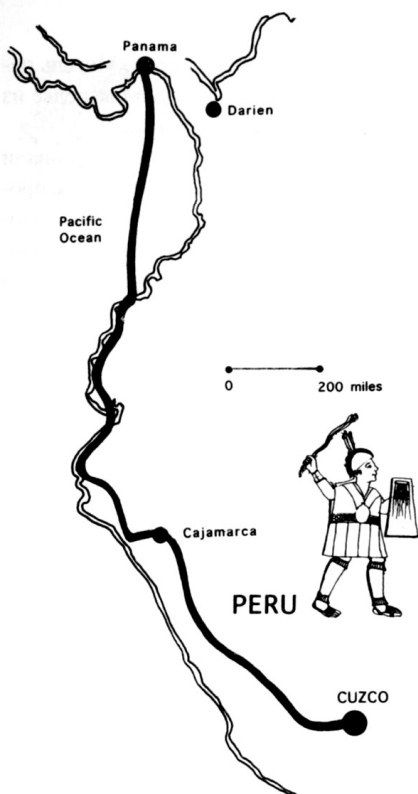 Panama
Darien
Pacific
Ocean
0 200 miles
Cajamarca
PERU
CUZCO